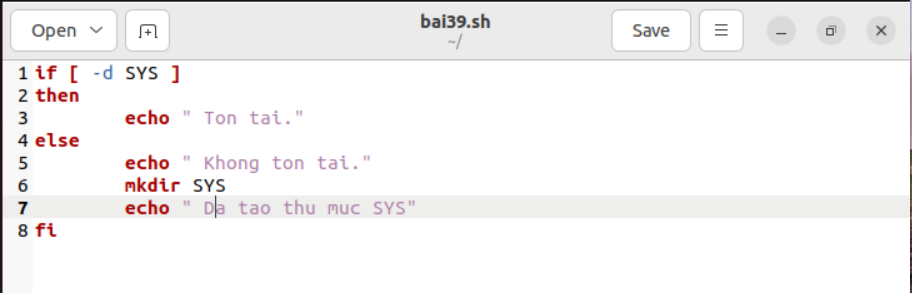 Open
bai39.sh
~/
Save
1 if [ -d SYS ]
2 then
3 echo " Ton tai."
4 else
5 echo " Khong ton tai."
6 mkdir SYS
7 echo " Da tao thu muc SYS"
8 fi